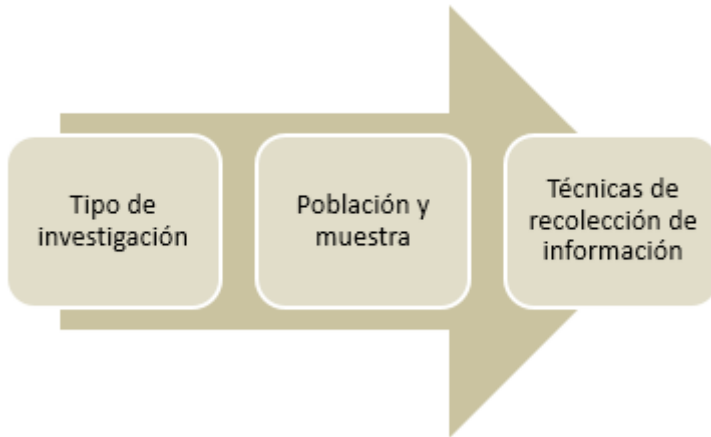 Tipo de
investigación
Población y
muestra
Técnicas de
recolección de
información